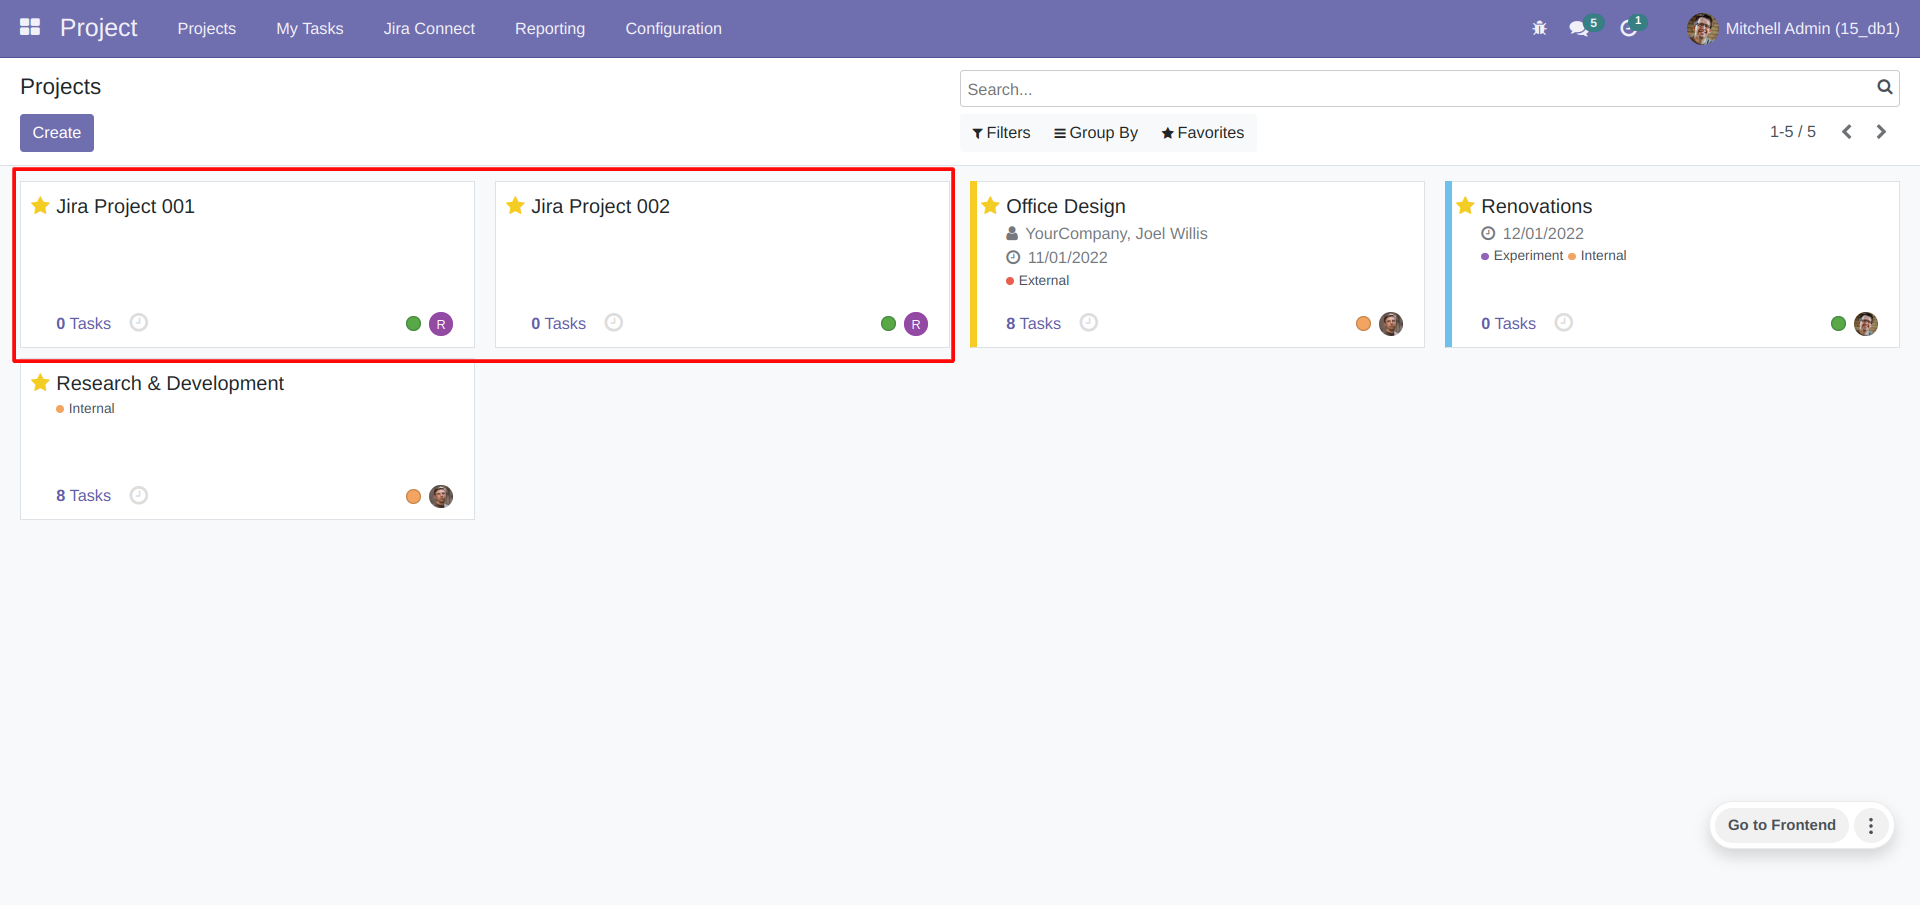 Project
Projects
My Tasks
Jira Connect
Reporting
Configuration
5
1
Mitchell Admin (15_db1)
Projects
Search...
Create
Filters
Group By
Favorites
1-5 / 5
Jira Project 001
0 Tasks
R
Jira Project 002
0 Tasks
R
Office Design
YourCompany, Joel Willis
11/01/2022
External
8 Tasks
Renovations
12/01/2022
Experiment Internal
0 Tasks
Research & Development
Internal
8 Tasks
Go to Frontend